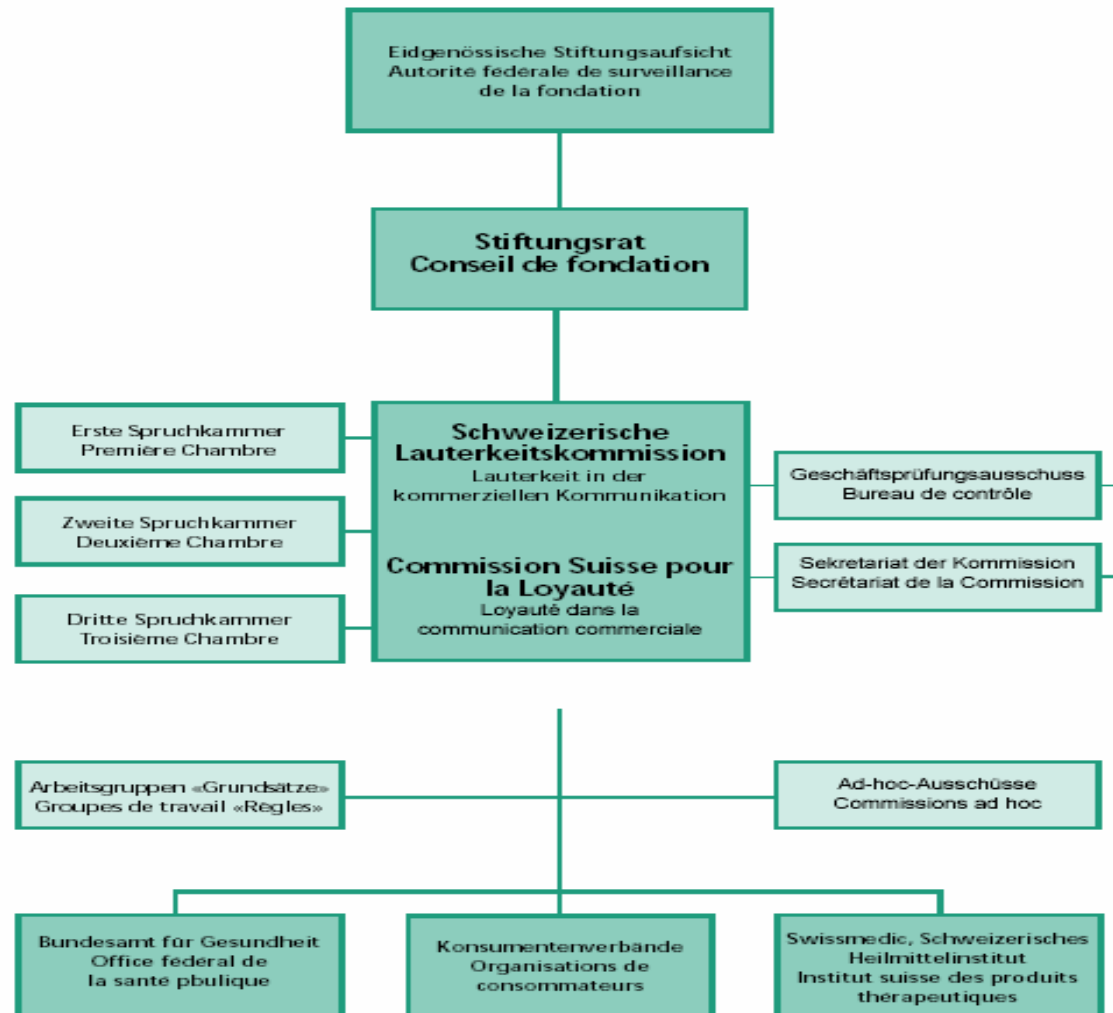 Eidgenössische Stiftungsaufsicht
Autorité fédérale de surveillance
de la fondation
Stiftungsrat
Conseil de fondation
Erste Spruchkammer
Première Chambre
Zweite Spruchkammer
Deuxième Chambre
Dritte Spruchkammer
Troisième Chambre
Schweizerische
Lauterkeitskommission
Lauterkeit in der
kommerziellen Kommunikation
Commission Suisse pour
la Loyauté
Loyauté dans la
communication commerciale
Geschäftsprüfungsausschuss
Bureau de contrôle
Sekretariat der Kommission
Secrétariat de la Commission
Arbeitsgruppen «Grundsätze»
Groupes de travail «Règles»
Ad-hoc-Ausschüsse
Commissions ad hoc
Bundesamt für Gesundheit
Office fédéral de
la santé pbulique
Konsumentenverbände
Organisations de
consommateurs
Swissmedic, Schweizerisches
Heilmittelinstitut
Institut suisse des produits
thérapeutiques